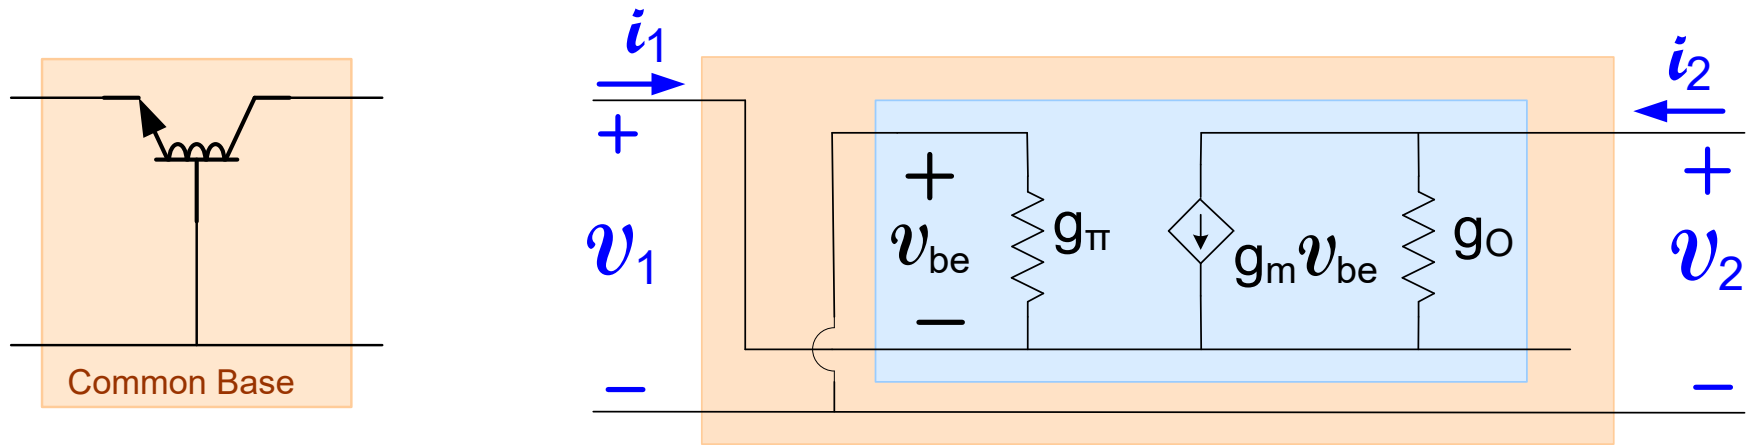 Common Base
i1
+
v1
−
+
vbe
−
gπ
gmvbe
gO
i2
+
v2
−